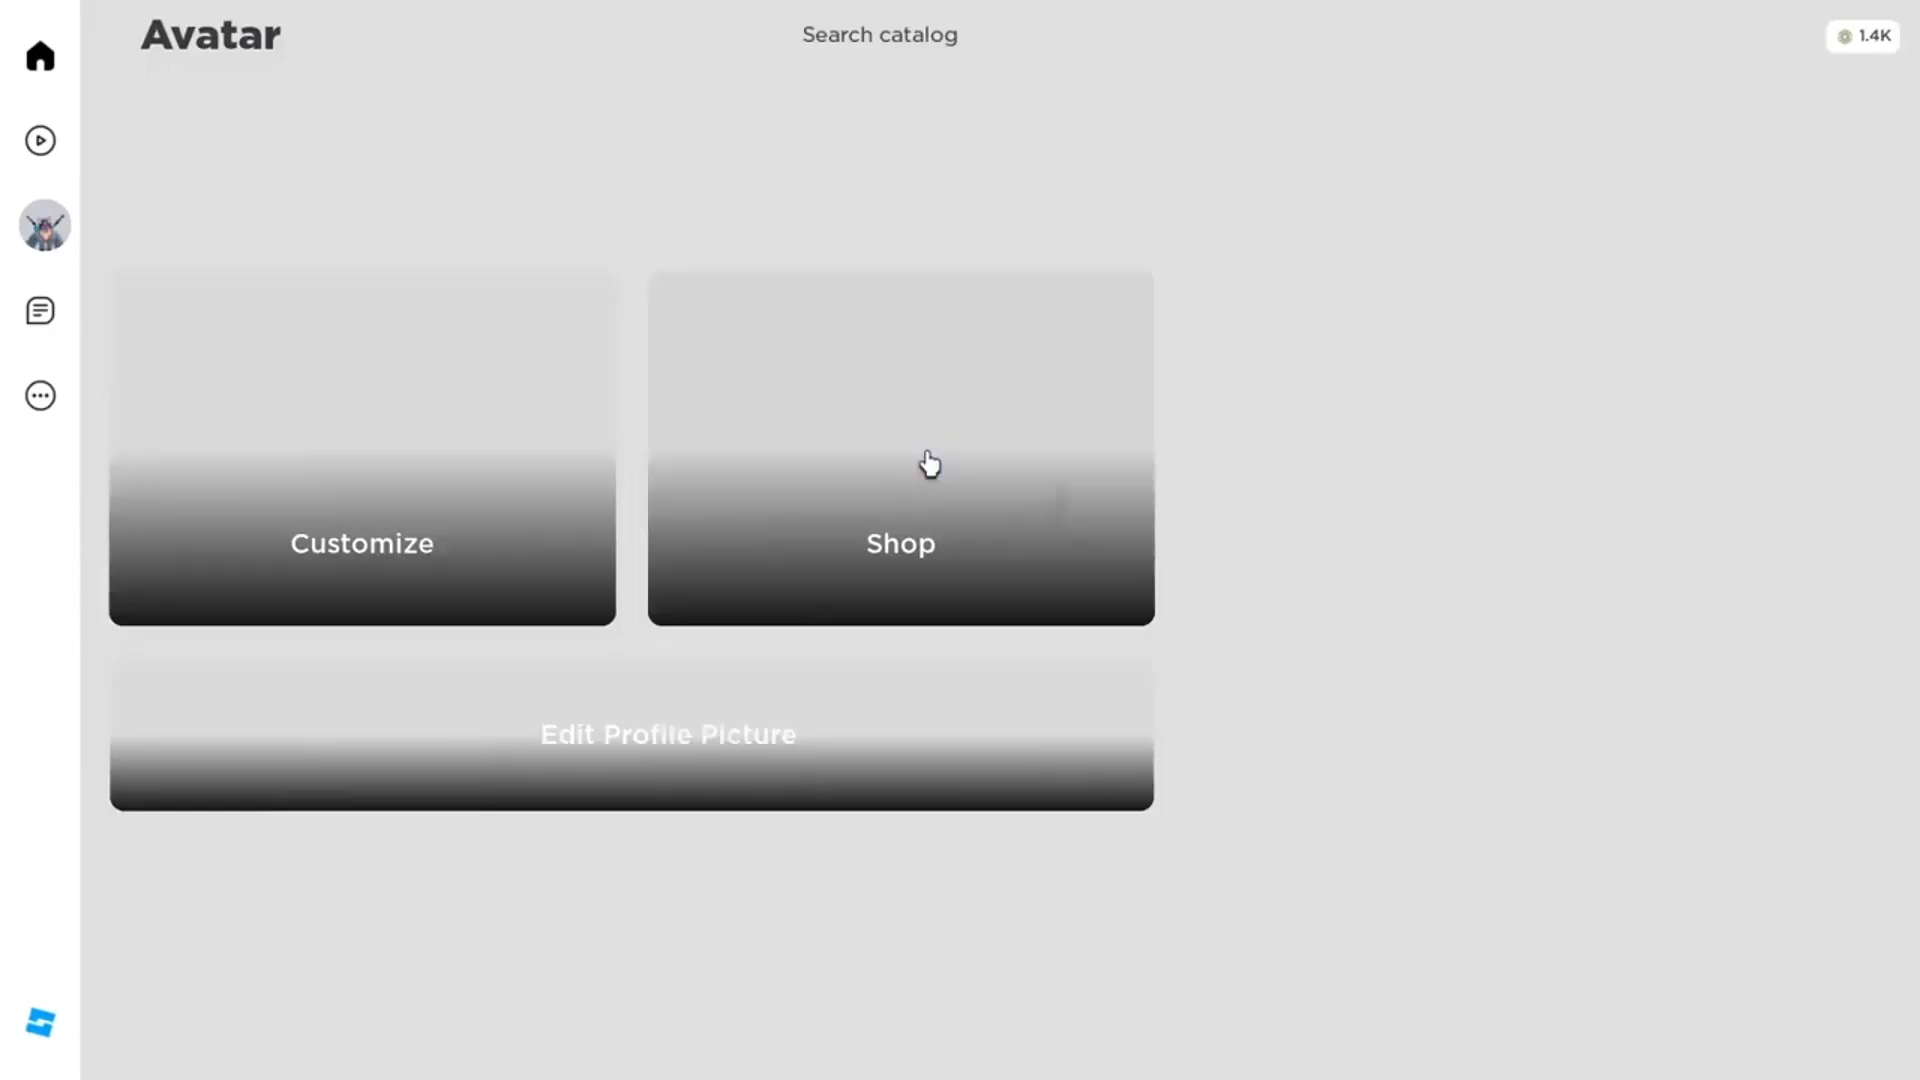 Avatar
Search catalog
1.4K
Customize
Shop
Edit Profile Picture